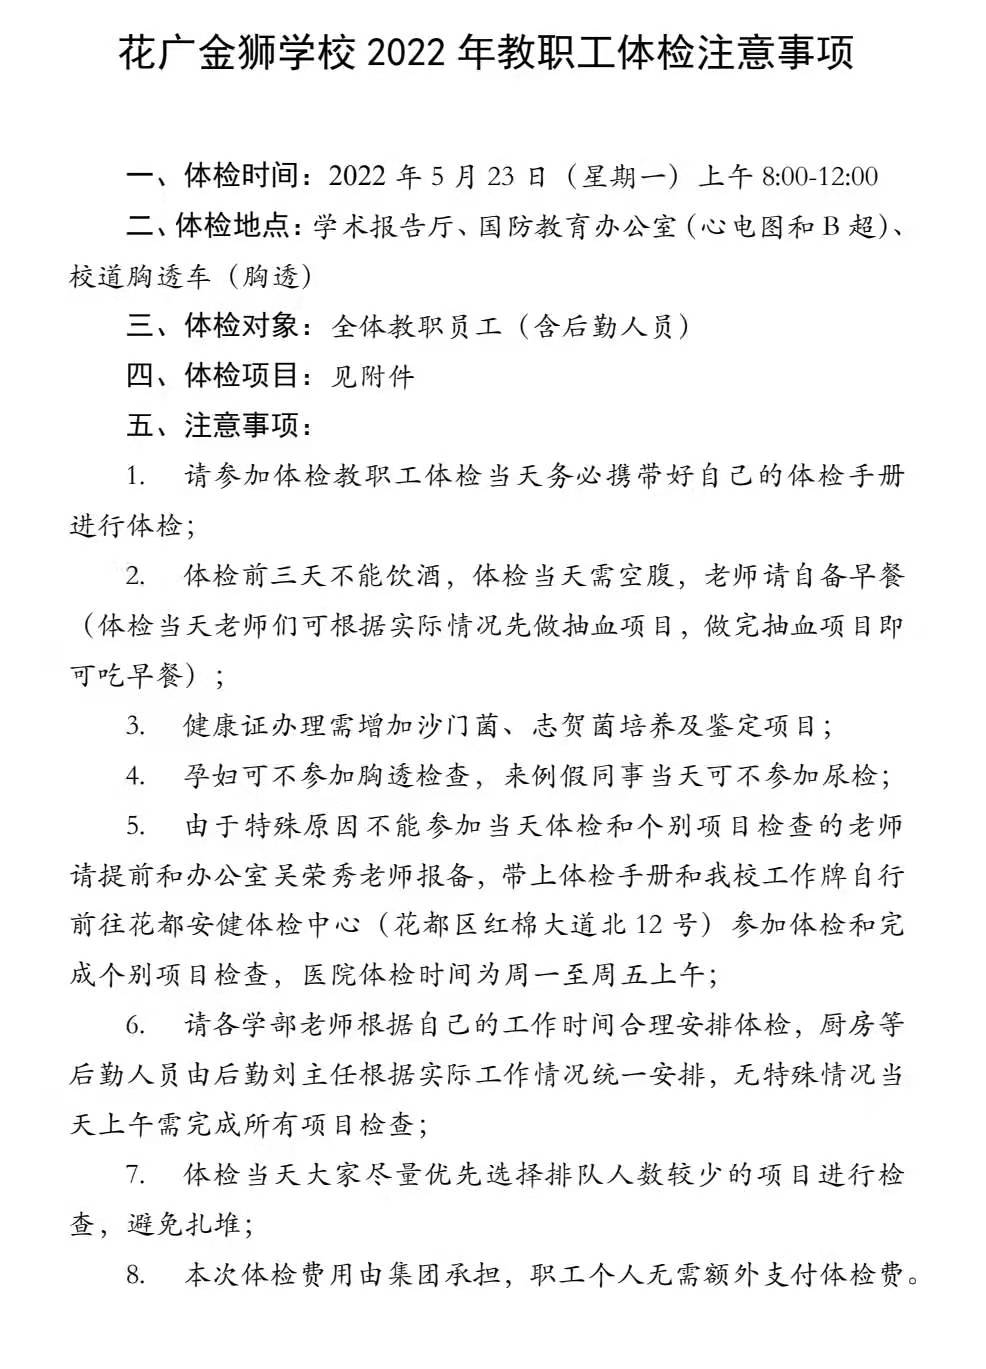 花广金狮学校 2022 年教职工体检注意事项
一、体检时间：2022 年 5 月 23 日（星期一）上午 8:00-12:00
二、体检地点：学术报告厅、国防教育办公室（心电图和 B 超）、
校道胸透车（胸透）
三、体检对象：全体教职员工（含后勤人员）
四、体检项目：见附件
五、注意事项：
1. 请参加体检教职工体检当天务必携带好自己的体检手册
进行体检；
2. 体检前三天不能饮酒，体检当天需空腹，老师请自备早餐
（体检当天老师们可根据实际情况先做抽血项目，做完抽血项目即
可吃早餐）；
3. 健康证办理需增加沙门菌、志贺菌培养及鉴定项目；
4. 孕妇可不参加胸透检查，来例假同事当天可不参加尿检；
5. 由于特殊原因不能参加当天体检和个别项目检查的老师
请提前和办公室吴荣秀老师报备，带上体检手册和我校工作牌自行
前往花都安健体检中心（花都区红棉大道北 12 号）参加体检和完
成个别项目检查，医院体检时间为周一至周五上午；
6. 请各学部老师根据自己的工作时间合理安排体检，厨房等
后勤人员由后勤刘主任根据实际工作情况统一安排，无特殊情况当
天上午需完成所有项目检查；
7. 体检当天大家尽量优先选择排队人数较少的项目进行检
查，避免扎堆；
8. 本次体检费用由集团承担，职工个人无需额外支付体检费。